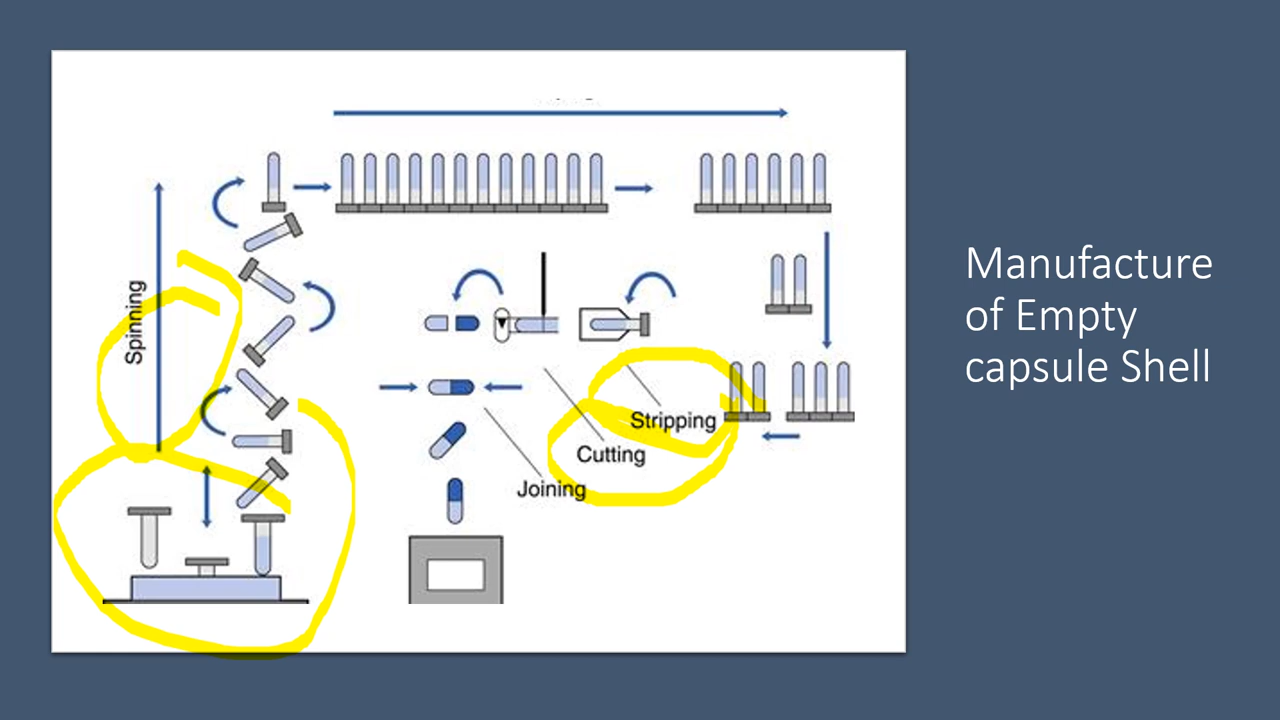 Manufacture
of Empty
capsule Shell
Spinning
Stripping
Cutting
Joining